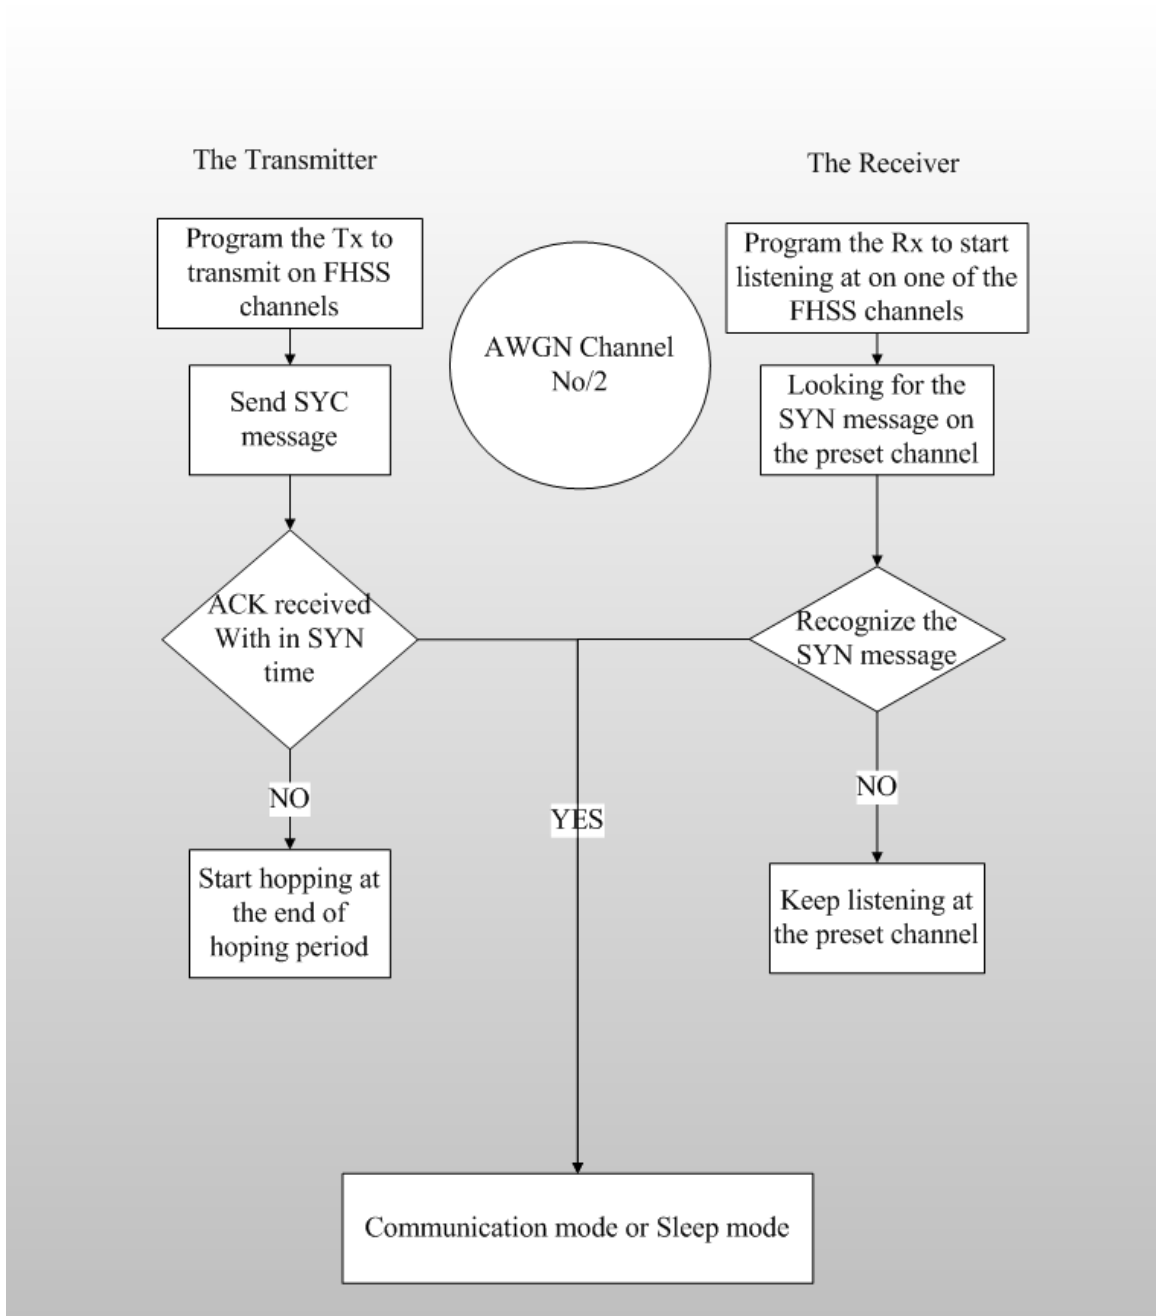 The Transmitter
The Receiver
Program the Tx to
transmit on FHSS
channels
Program the Rx to start
listening at on one of the
FHSS channels
AWGN Channel
No/2
Send SYC
message
Looking for the
SYN message on
the preset channel
ACK received
With in SYN
time
Recognize the
SYN message
NO
YES
NO
Start hopping at
the end of
hoping period
Keep listening at
the preset channel
Communication mode or Sleep mode